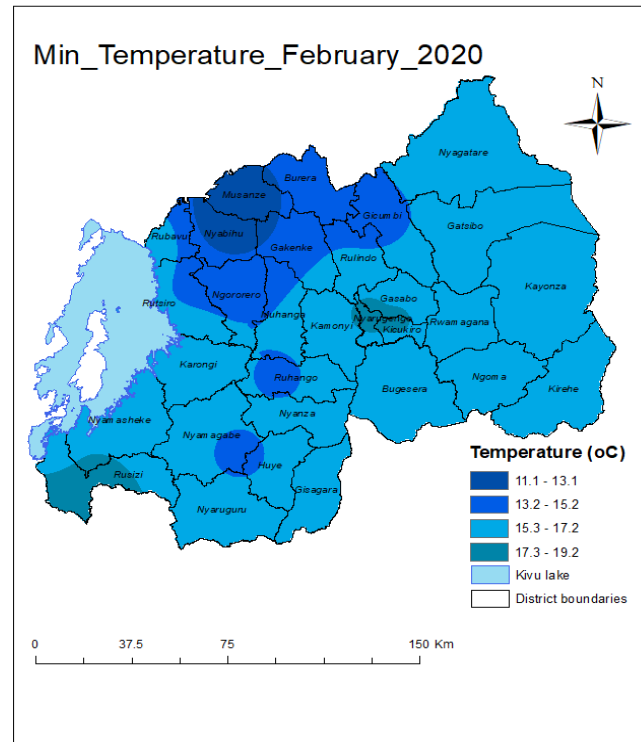 Min_Temperature_February_2020
N
Nyagatare
Burera
Musanze
Gicumbi
Gatsibo
Rubavu
Nyabihu
Gakenke
Rulindo
Kayonza
Rutsiro
Ngororero
Gasabo
Muhanga
Nyarugenge
Kamonyi
Kicukiro
Rwamagana
Karongi
Ruhango
Bugesera
Ngoma
Kirehe
Nyamasheke
Nyanza
Nyamagabe
Huye
Rusizi
Gisagara
Nyaruguru
Temperature (oC)
11.1 - 13.1
13.2 - 15.2
15.3 - 17.2
17.3 - 19.2
Kivu lake
District boundaries
0 37.5 75 150 Km